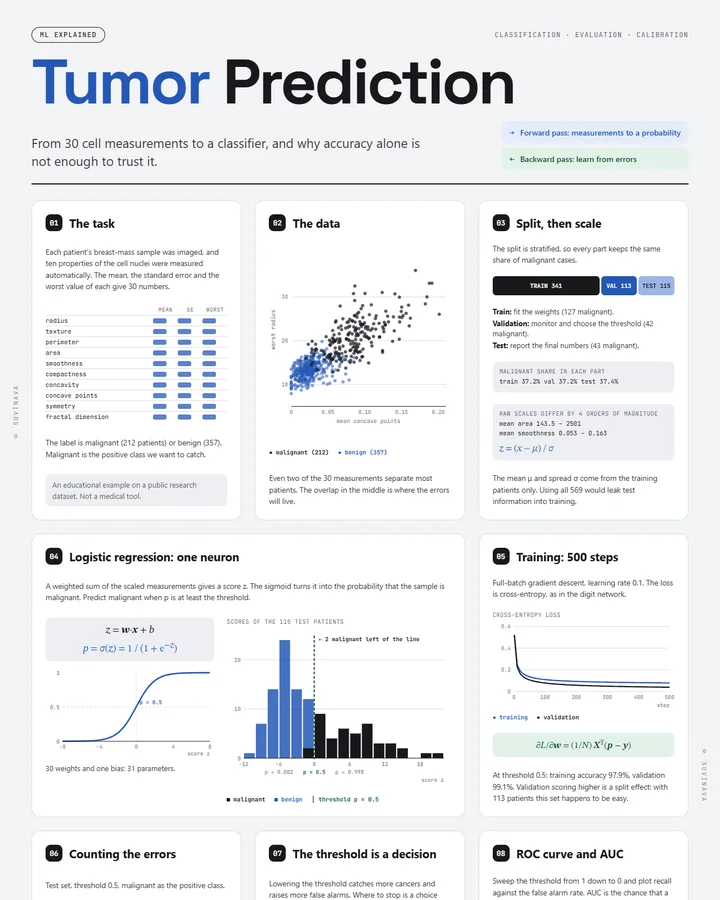 ML EXPLAINED
CLASSIFICATION · EVALUATION · CALIBRATION
Tumor Prediction
From 30 cell measurements to a classifier, and why accuracy alone is
not enough to trust it.
→ Forward pass: measurements to a probability
← Backward pass: learn from errors
01 The task
Each patient's breast-mass sample was imaged, and
ten properties of the cell nuclei were measured
automatically. The mean, the standard error and the
worst value of each give 30 numbers.
MEAN SE WORST
radius
texture
perimeter
area
smoothness
compactness
concavity
concave points
symmetry
fractal dimension
The label is malignant (212 patients) or benign (357).
Malignant is the positive class we want to catch.
An educational example on a public research
dataset. Not a medical tool.
02 The data
worst radius
30
20
10
0 0.05 0.10 0.15 0.20
mean concave points
• malignant (212) • benign (357)
Even two of the 30 measurements separate most
patients. The overlap in the middle is where the errors
will live.
03 Split, then scale
The split is stratified, so every part keeps the same
share of malignant cases.
TRAIN 341 VAL 113 TEST 115
Train: fit the weights (127 malignant).
Validation: monitor and choose the threshold (42
malignant).
Test: report the final numbers (43 malignant).
MALIGNANT SHARE IN EACH PART
train 37.2% val 37.2% test 37.4%
RAW SCALES DIFFER BY 4 ORDERS OF MAGNITUDE
mean area 143.5 – 2501
mean smoothness 0.053 – 0.163
z = (x − μ) / σ
The mean μ and spread σ come from the training
patients only. Using all 569 would leak test
information into training.
© SUVINAVA
04 Logistic regression: one neuron
A weighted sum of the scaled measurements gives a score z. The sigmoid turns it into the probability that the sample is
malignant. Predict malignant when p is at least the threshold.
z = w·x + b
p = σ(z) = 1 / (1 + e⁻ᶻ)
1
0.5
0
p = 0.5
-8 -4 0 4 8
score z
30 weights and one bias: 31 parameters.
SCORES OF THE 115 TEST PATIENTS
← 2 malignant left of the line
20
10
0
-12 -6 0 6 12 18
p = 0.002 p = 0.5 p = 0.998
score z
■ malignant ■ benign | threshold p = 0.5
05 Training: 500 steps
Full-batch gradient descent, learning rate 0.1. The loss
is cross-entropy, as in the digit network.
CROSS-ENTROPY LOSS
0.6
0.4
0.2
0
0 100 200 300 400 500
step
• training • validation
∂L/∂w = (1/N) Xᵀ(p − y)
At threshold 0.5: training accuracy 97.9%, validation
99.1%. Validation scoring higher is a split effect: with
113 patients this set happens to be easy.
© SUVINAVA
06 Counting the errors
Test set, threshold 0.5, malignant as the positive class.
07 The threshold is a decision
Lowering the threshold catches more cancers and
raises more false alarms. Where to stop is a choice
08 ROC curve and AUC
Sweep the threshold from 1 down to 0 and plot recall
against the false alarm rate. AUC is the chance that a